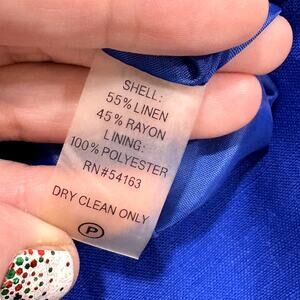 SHELL:
55% LINEN
45% RAYON
LINING:
100% POLYESTER
RN#54163
DRY CLEAN ONLY
P